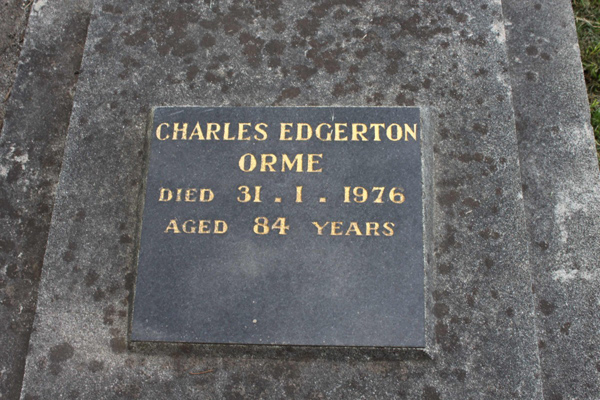 CHARLES EDGERTON
ORME
DIED 31.1.1976
AGED 84 YEARS